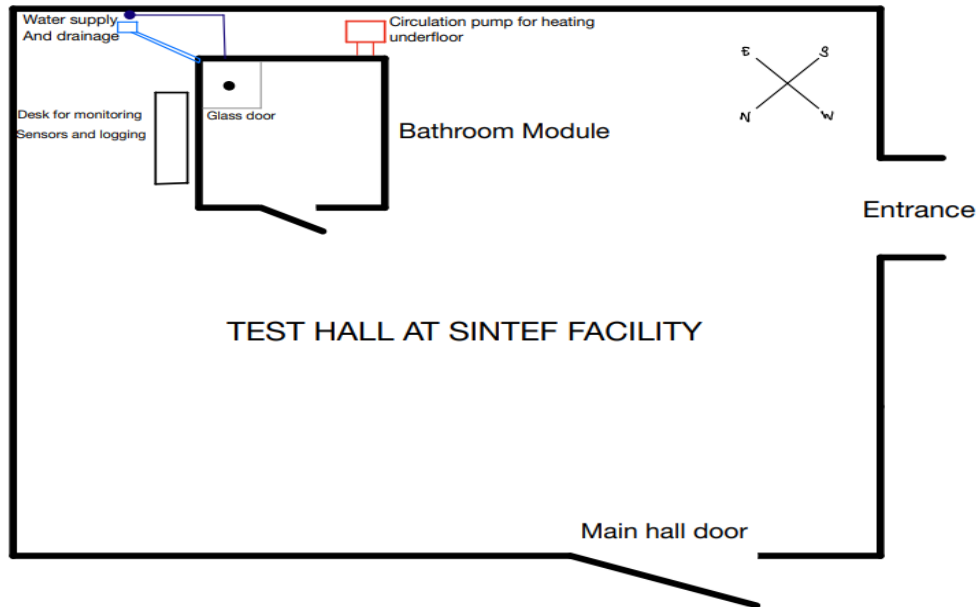 Water supply
And drainage
Circulation pump for heating
underfloor
E S
N W
Desk for monitoring
Sensors and logging
Glass door
Bathroom Module
Entrance
TEST HALL AT SINTEF FACILITY
Main hall door